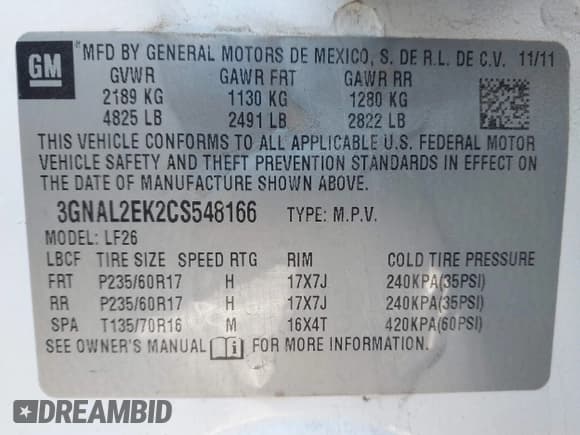 GM
® MFD BY GENERAL MOTORS DE MEXICO, S. DE R.L. DE C.V. 11/11
GVWR GAWR FRT GAWR RR
2189 KG 1130 KG 1280 KG
4825 LB 2491 LB 2822 LB
THIS VEHICLE CONFORMS TO ALL APPLICABLE U.S. FEDERAL MOTOR
VEHICLE SAFETY AND THEFT PREVENTION STANDARDS IN EFFECT ON
THE DATE OF MANUFACTURE SHOWN ABOVE.
3GNAL2EK2CS548166 TYPE: M.P.V.
MODEL: LF26
LBCF TIRE SIZE SPEED RTG RIM COLD TIRE PRESSURE
FRT P235/60R17 H 17X7J 240KPA(35PSI)
RR P235/60R17 H 17X7J 240KPA(35PSI)
SPA T135/70R16 M 16X4T 420KPA(60PSI)
SEE OWNER'S MANUAL i FOR MORE INFORMATION.
DREAMBID